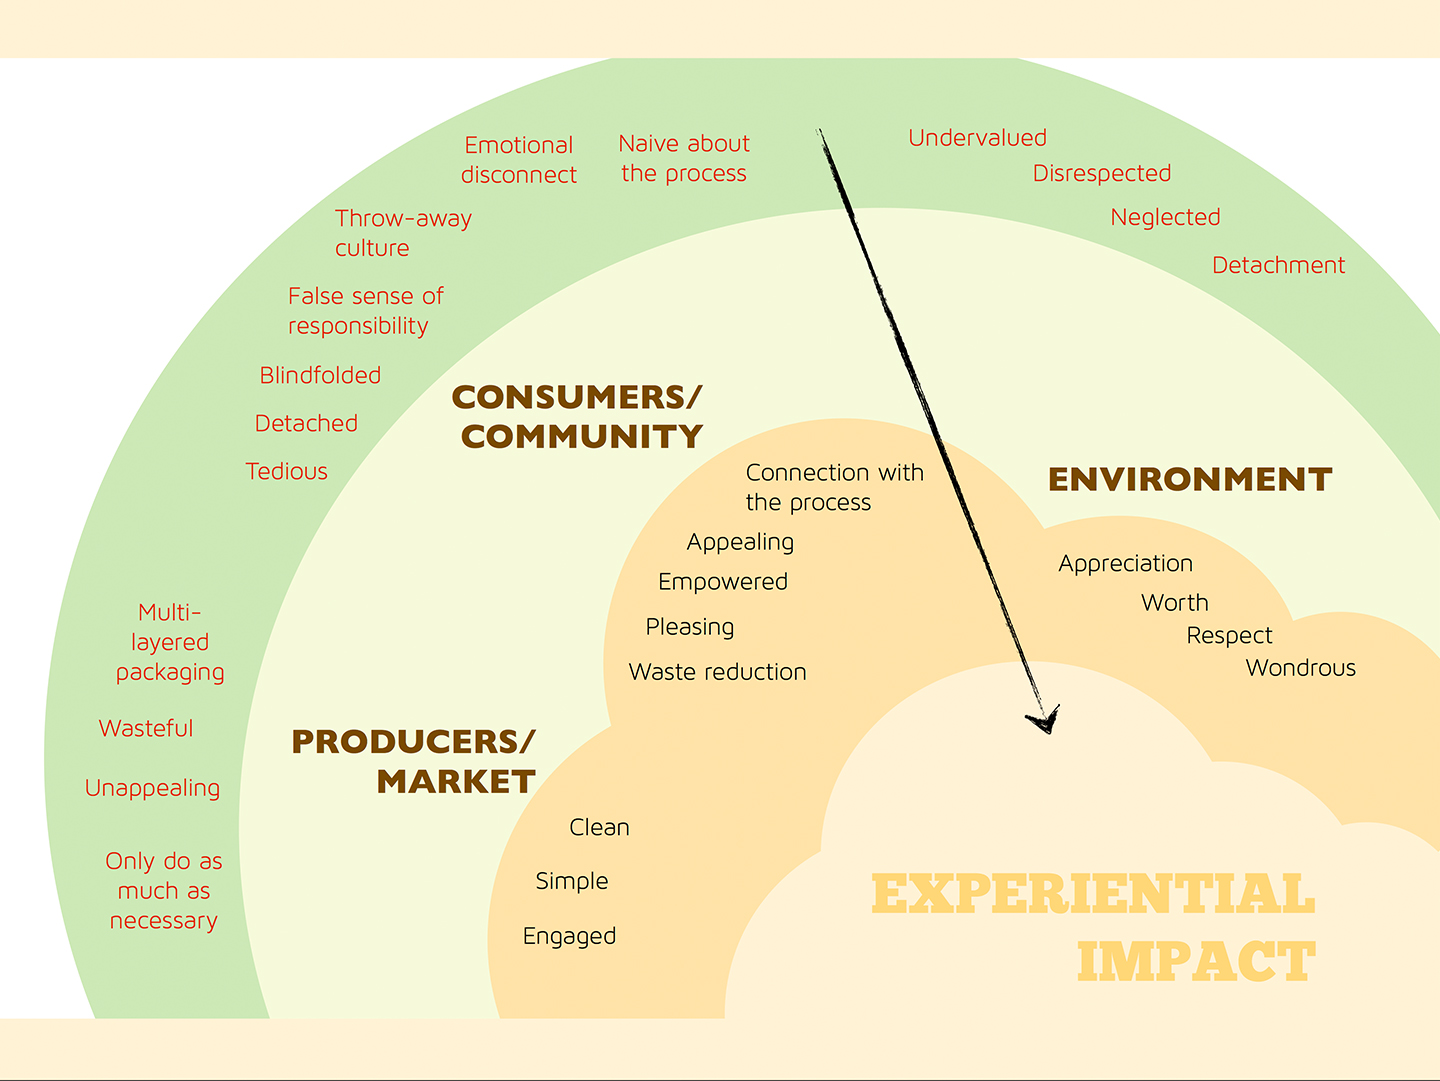 Emotional
disconnect
Naive about
the process
Undervalued
Disrespected
Neglected
Detachment
Throw-away
culture
False sense of
responsibility
Blindfolded
Detached
Tedious
CONSUMERS/
COMMUNITY
Connection with
the process
Appealing
Empowered
Pleasing
Waste reduction
ENVIRONMENT
Appreciation
Worth
Respect
Wondrous
Multi-
layered
packaging
Wasteful
Unappealing
Only do as
much as
necessary
PRODUCERS/
MARKET
Clean
Simple
Engaged
EXPERIENTIAL
IMPACT